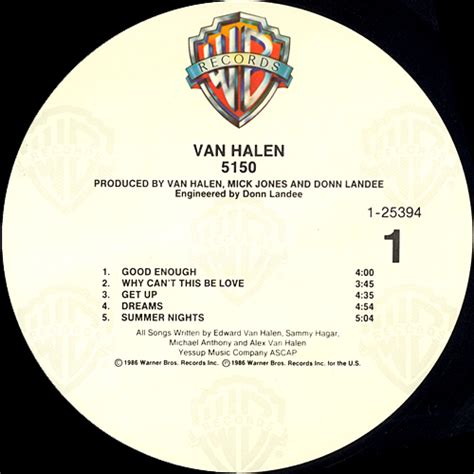 WB
RECORDS
VAN HALEN
5150
PRODUCED BY VAN HALEN, MICK JONES AND DONN LANDEE
Engineered by Donn Landee
1-25394
1
1. GOOD ENOUGH 4:00
2. WHY CAN'T THIS BE LOVE 3:45
3. GET UP 4:35
4. DREAMS 4:54
5. SUMMER NIGHTS 5:04
All Songs Written by Edward Van Halen, Sammy Hagar,
Michael Anthony and Alex Van Halen
Yessup Music Company ASCAP
©1986 Warner Bros. Records Inc. ℗1986 Warner Bros. Records Inc. for the U.S.